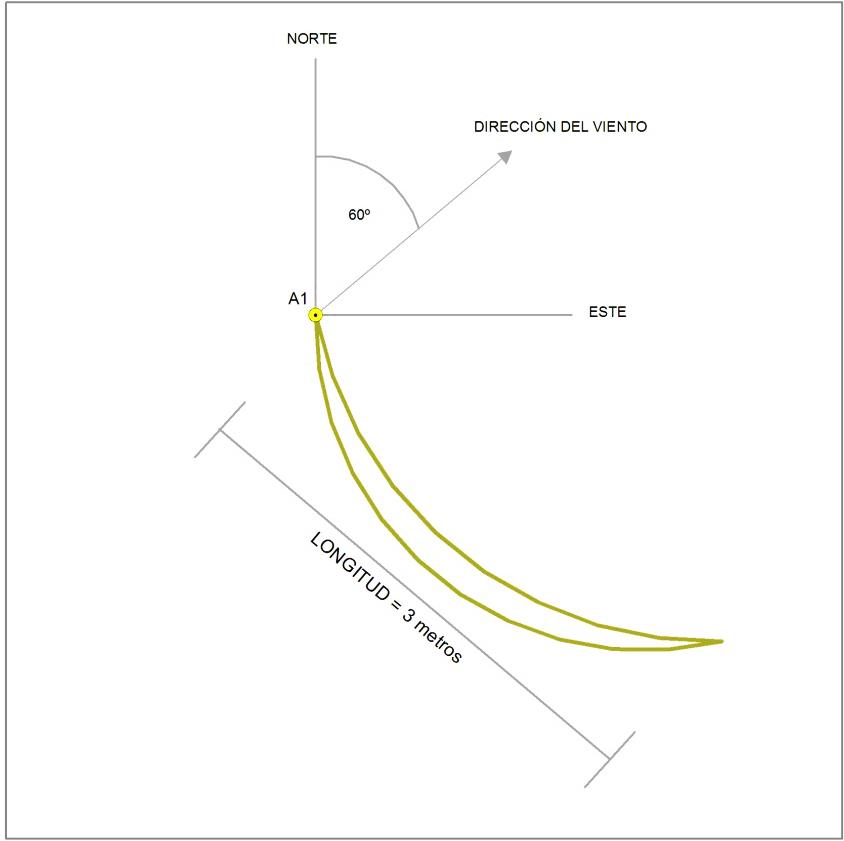 NORTE
DIRECCIÓN DEL VIENTO
60º
A1
ESTE
LONGITUD = 3 metros